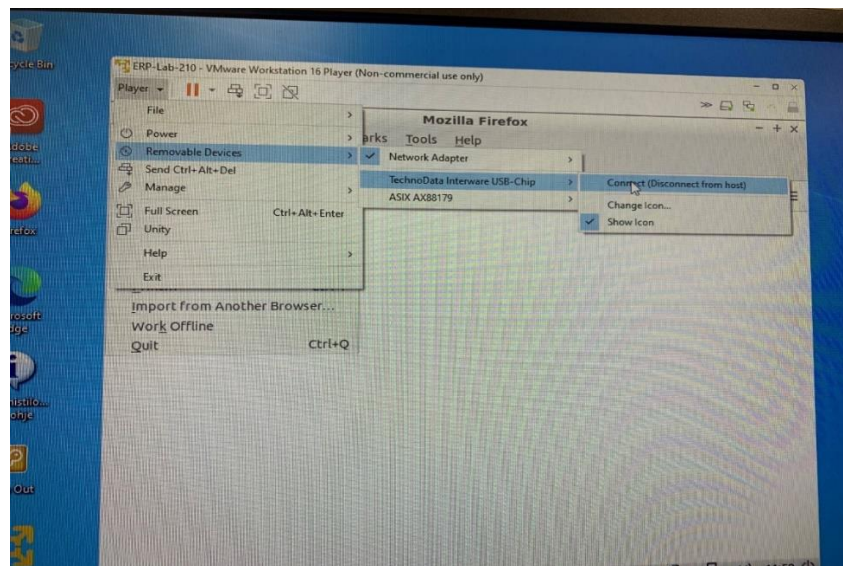 ERP-Lab-210 - VMware Workstation 16 Player (Non-commercial use only)
Player
File
Power
Removable Devices
Send Ctrl+Alt+Del
Manage
Full Screen Ctrl+Alt+Enter
Unity
Help
Exit
Mozilla Firefox
Tools Help
Network Adapter
TechnoData Interware USB-Chip
ASIX AX88179
Connect (Disconnect from host)
Change Icon...
Show Icon
Import from Another Browser...
Work Offline
Quit Ctrl+Q
Bin
Out